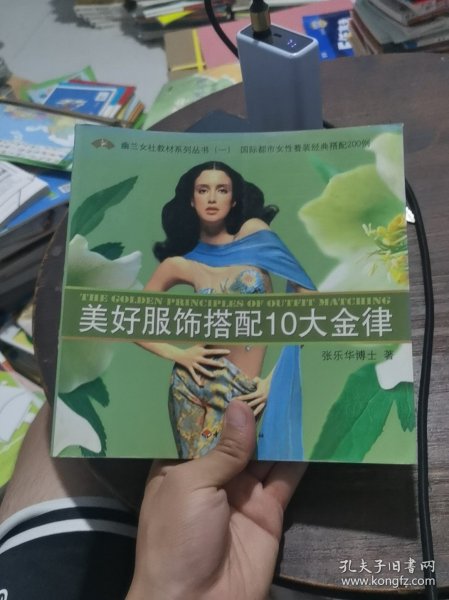 幽兰女社教材系列丛书(一) 国际都市女性着装经典搭配200例
THE GOLDEN PRINCIPLES OF OUTFIT MATCHING
美好服饰搭配10大金律
张乐华博士 著
孔夫子旧书网
www.kongfz.com